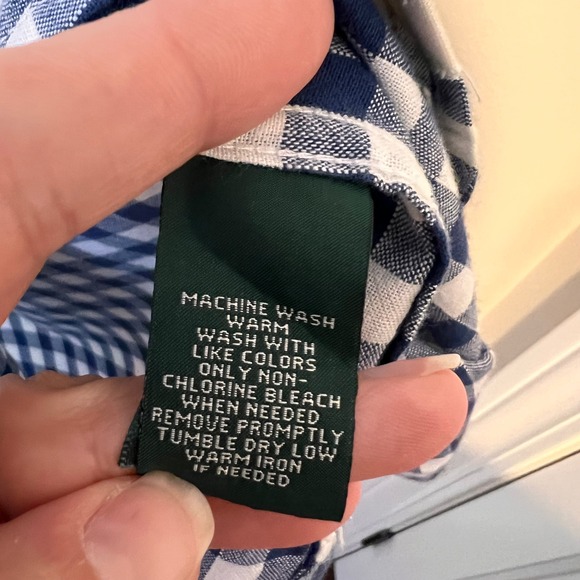 MACHINE WASH
WARM
WASH WITH
LIKE COLORS
ONLY NON-
CHLORINE BLEACH
WHEN NEEDED
REMOVE PROMPTLY
TUMBLE DRY LOW
WARM IRON
IF NEEDED